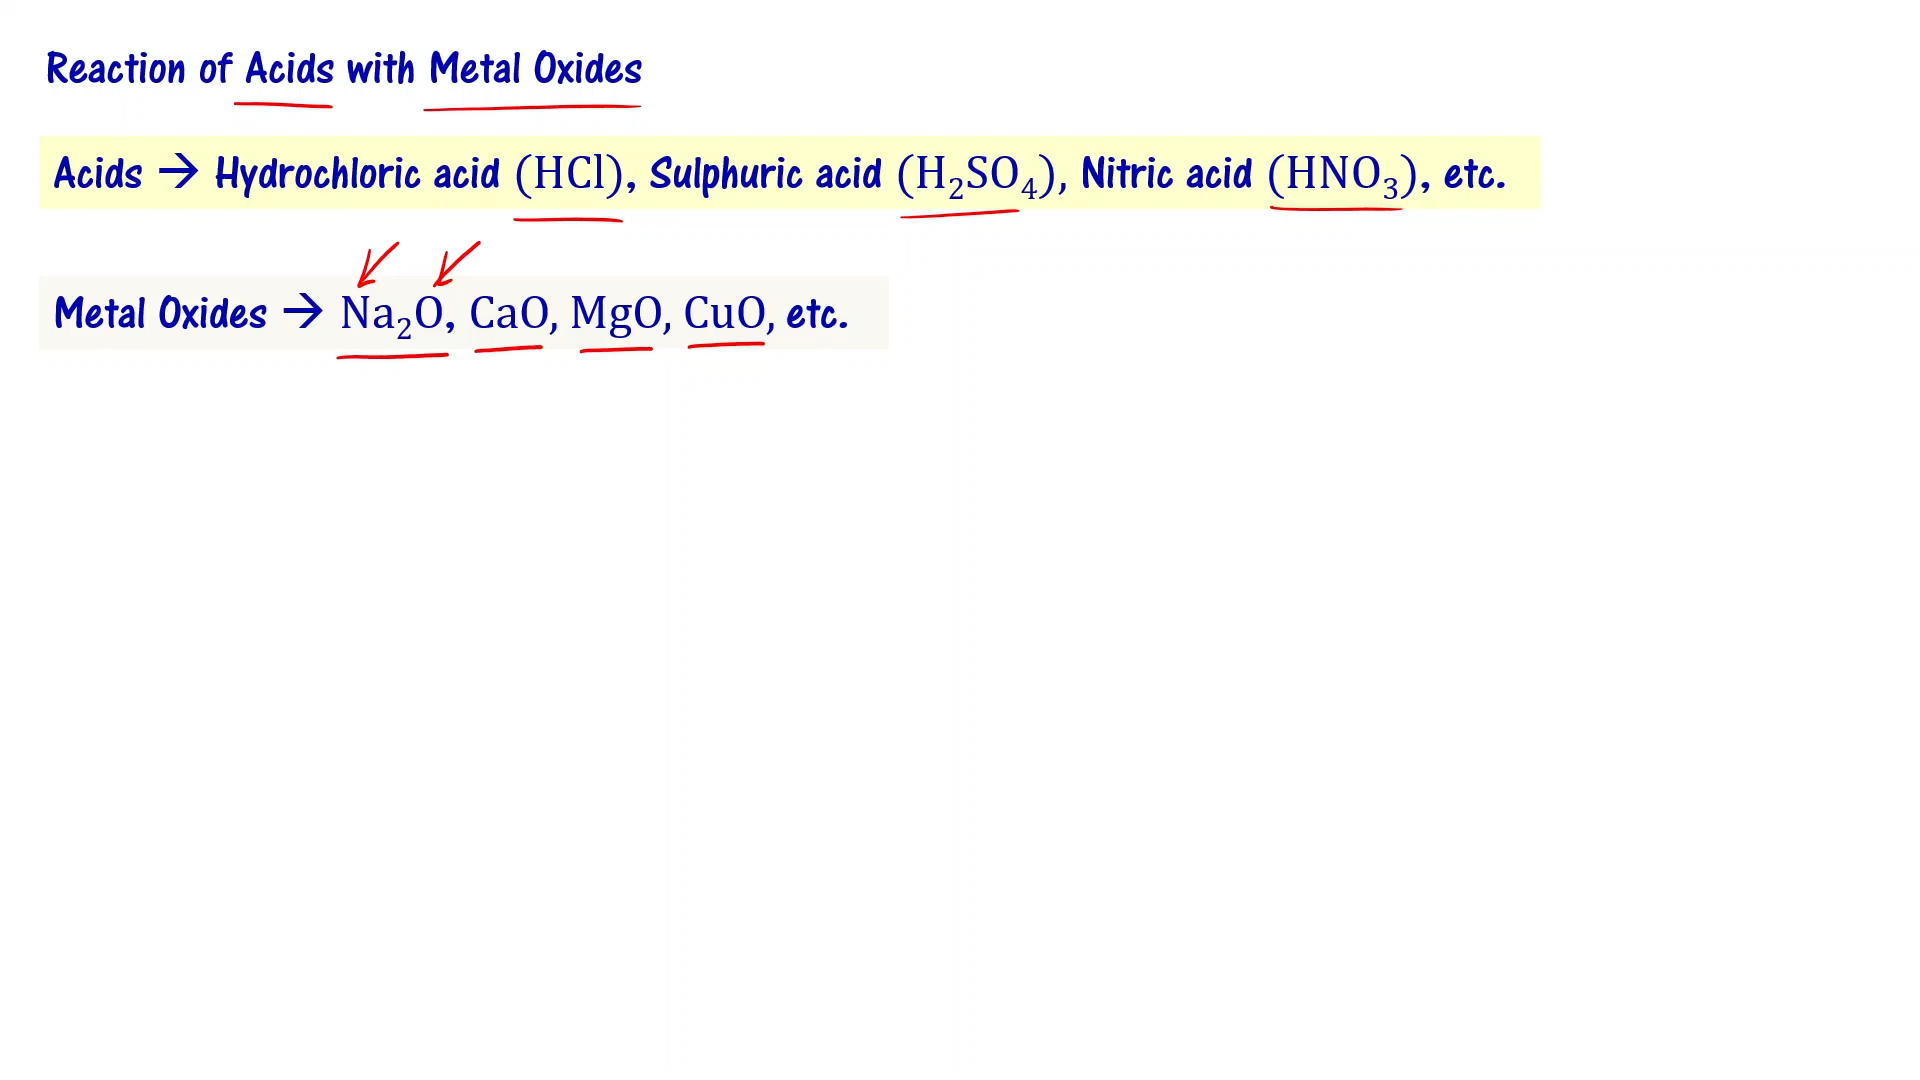 Reaction of Acids with Metal Oxides
Acids → Hydrochloric acid (HCl), Sulphuric acid (H₂SO₄), Nitric acid (HNO₃), etc.
Metal Oxides → Na₂O, CaO, MgO, CuO, etc.